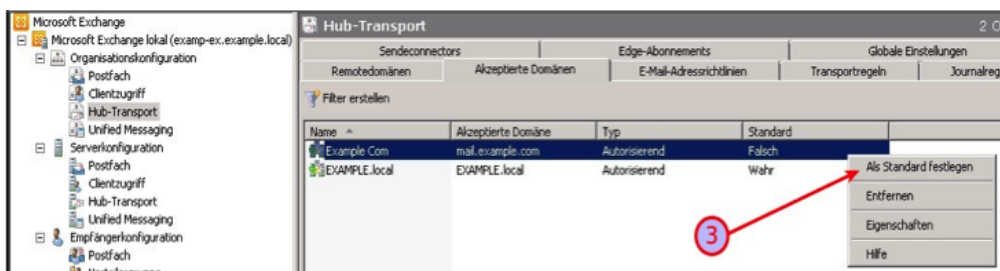 Microsoft Exchange
Microsoft Exchange lokal (examp-ex.example.local)
Organisationskonfiguration
Postfach
Clientzugriff
Hub-Transport
Unified Messaging
Serverkonfiguration
Postfach
Clientzugriff
Hub-Transport
Unified Messaging
Empfängerkonfiguration
Postfach
Hub-Transport 2 O
Sendeconnectors Edge-Abonnements Globale Einstellungen
Remotedomänen Akzeptierte Domänen E-Mail-Adressrichtlinien Transportregeln Journalreg
Filter erstellen
Name Akzeptierte Domäne Typ Standard
Example Com mail.example.com Autorisierend Falsch
EXAMPLE.local EXAMPLE.local Autorisierend Wahr
Als Standard festlegen
Entfernen
Eigenschaften
Hilfe
3